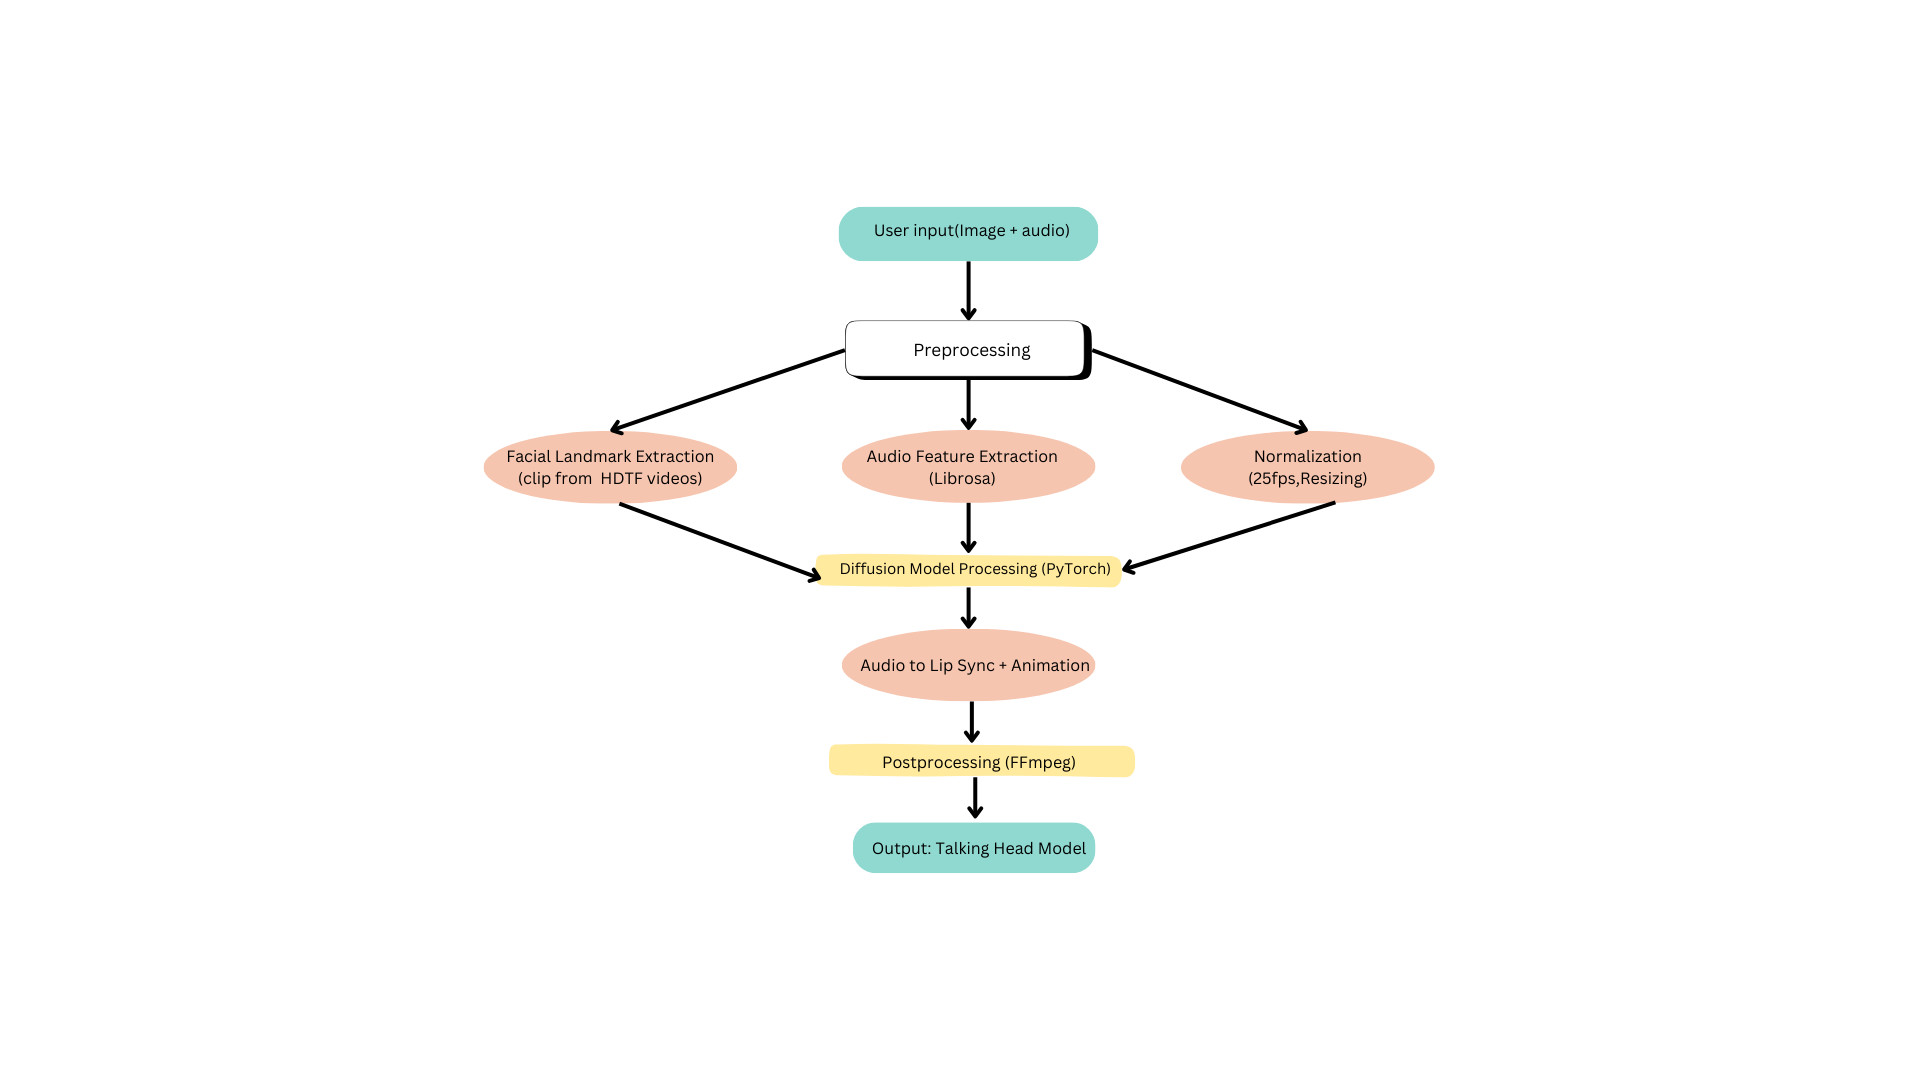 User input(Image + audio)
Preprocessing
Facial Landmark Extraction
(clip from  HDTF videos)
Audio Feature Extraction
(Librosa)
Normalization
(25fps,Resizing)
Diffusion Model Processing (PyTorch)
Audio to Lip Sync + Animation
Postprocessing (FFmpeg)
Output: Talking Head Model